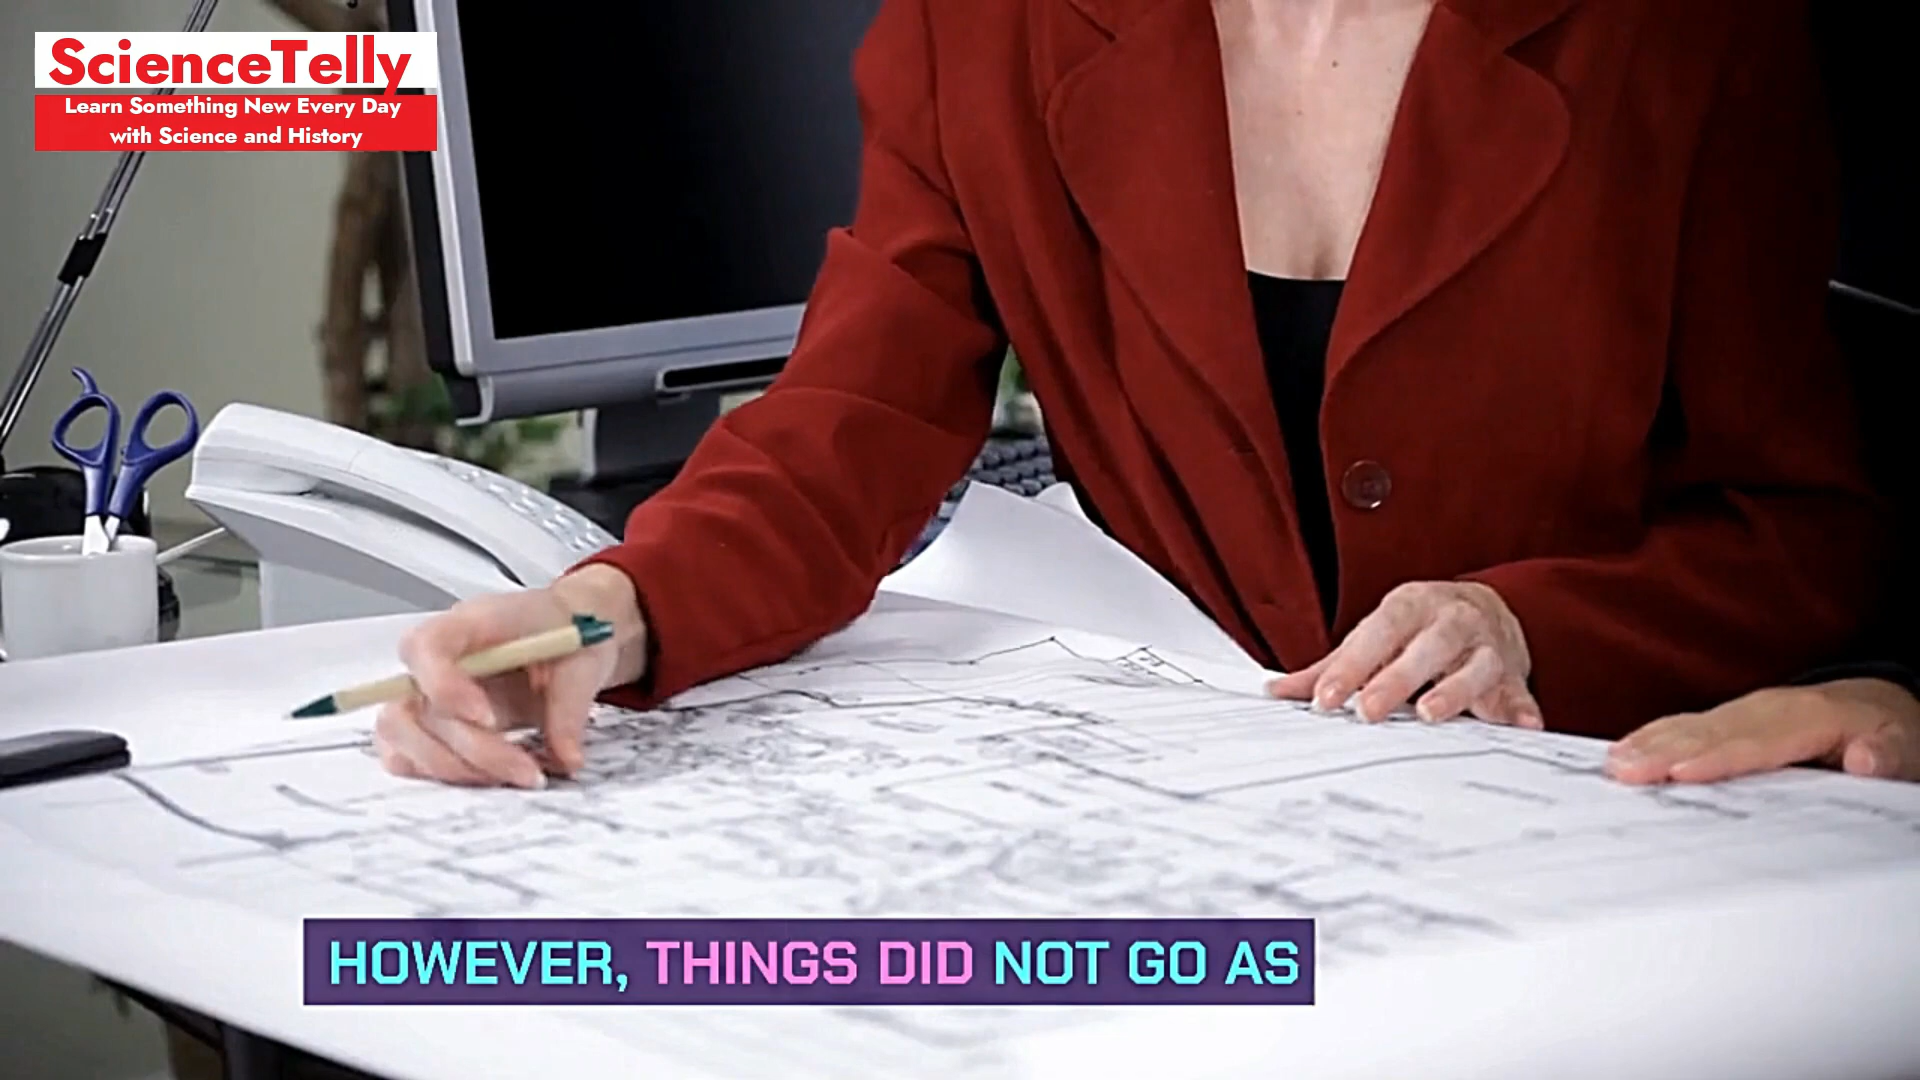 ScienceTelly
Learn Something New Every Day
with Science and History
HOWEVER, THINGS DID NOT GO AS